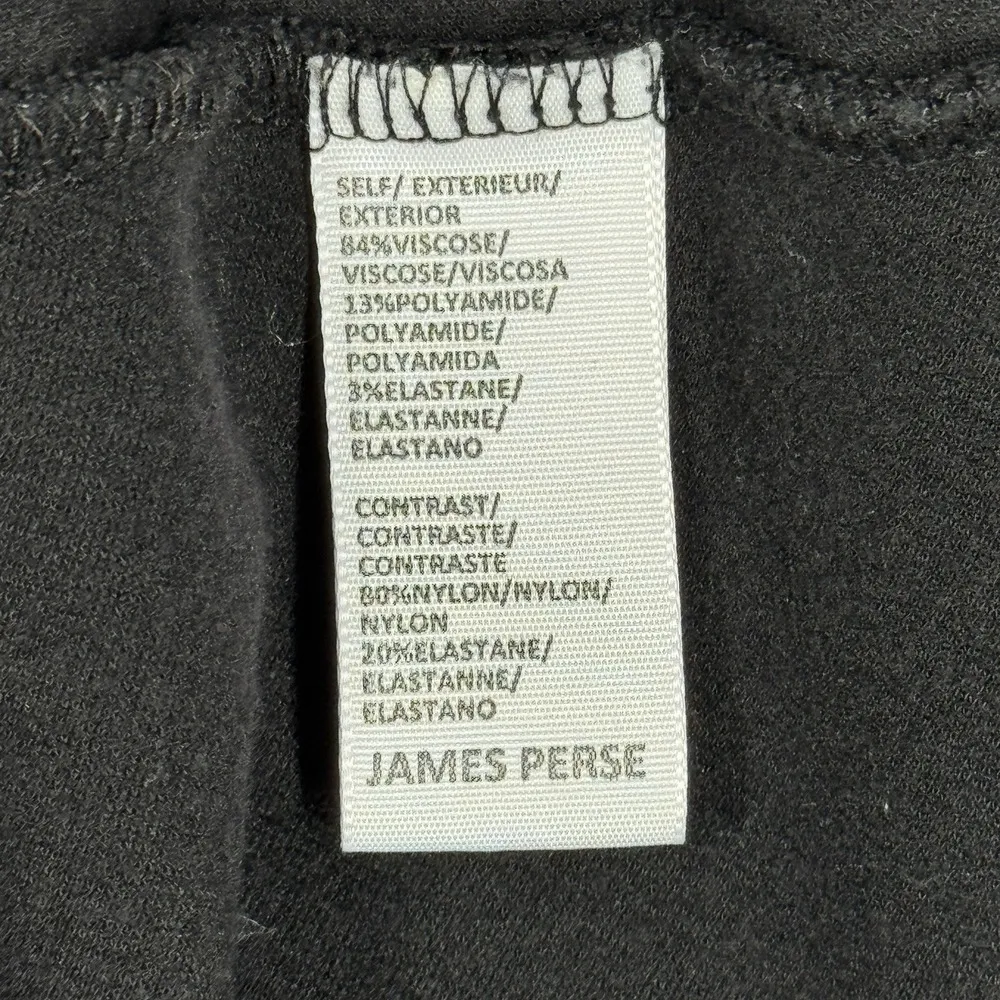 SELF/ EXTERIEUR/
EXTERIOR
84%VISCOSE/
VISCOSE/VISCOSA
13%POLYAMIDE/
POLYAMIDE/
POLYAMIDA
3%ELASTANE/
ELASTANNE/
ELASTANO
CONTRAST/
CONTRASTE/
CONTRASTE
80%NYLON/NYLON/
NYLON
20%ELASTANE/
ELASTANNE/
ELASTANO
JAMES PERSE